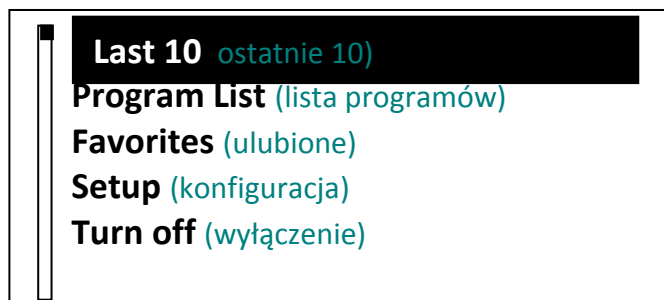 Last 10 ostatnie 10)
Program List (lista programów)
Favorites (ulubione)
Setup (konfiguracja)
Turn off (wyłączenie)